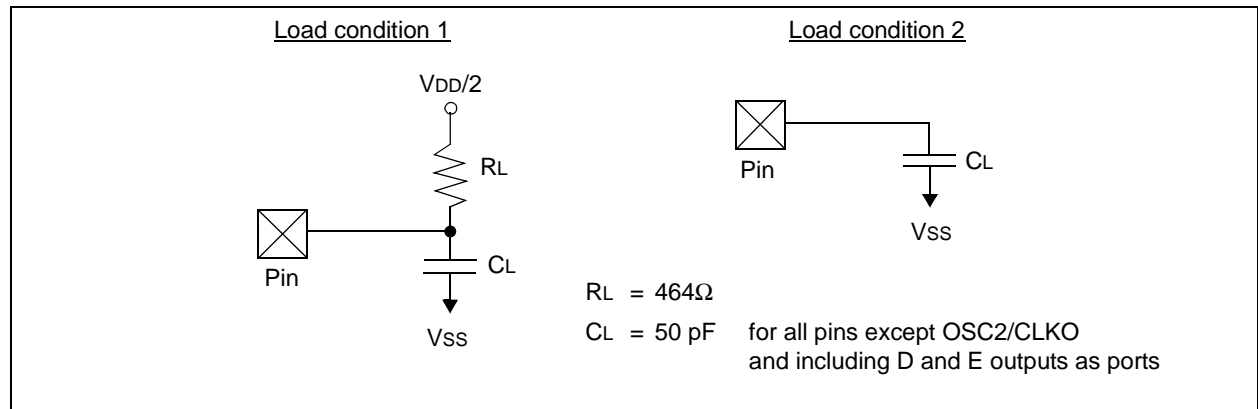 Load condition 1
VDD/2
RL
Pin
CL
VSS
Load condition 2
Pin
CL
VSS
RL = 464Ω
CL = 50 pF for all pins except OSC2/CLKO
and including D and E outputs as ports